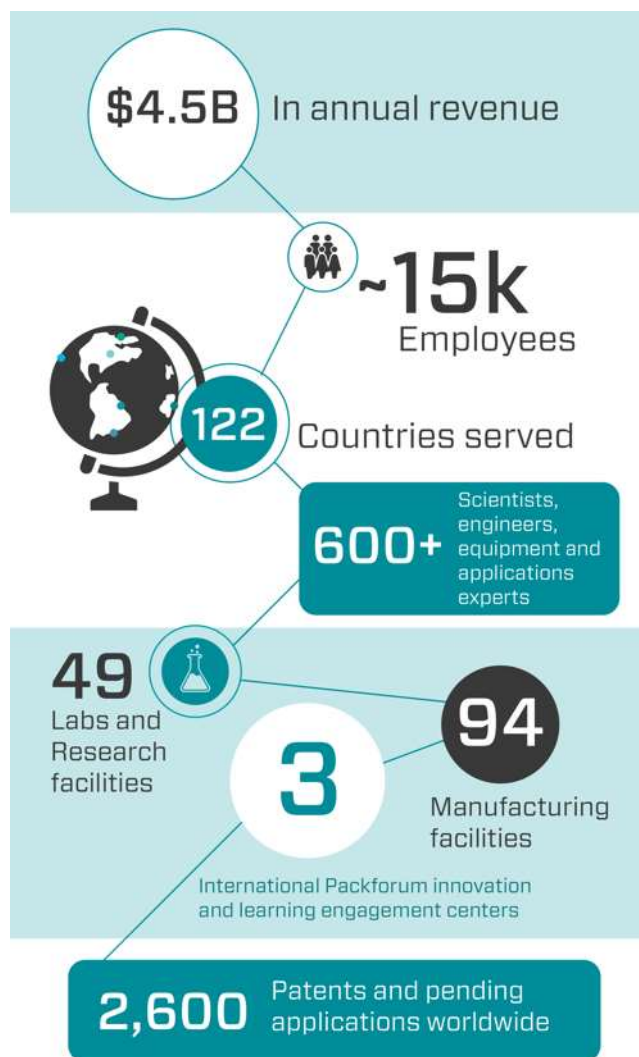 $4.5B In annual revenue
~15k
Employees
122 Countries served
600+
Scientists,
engineers,
equipment and
applications
experts
49
Labs and
Research
facilities
94
Manufacturing
facilities
3
International Packforum innovation
and learning engagement centers
2,600
Patents and pending
applications worldwide